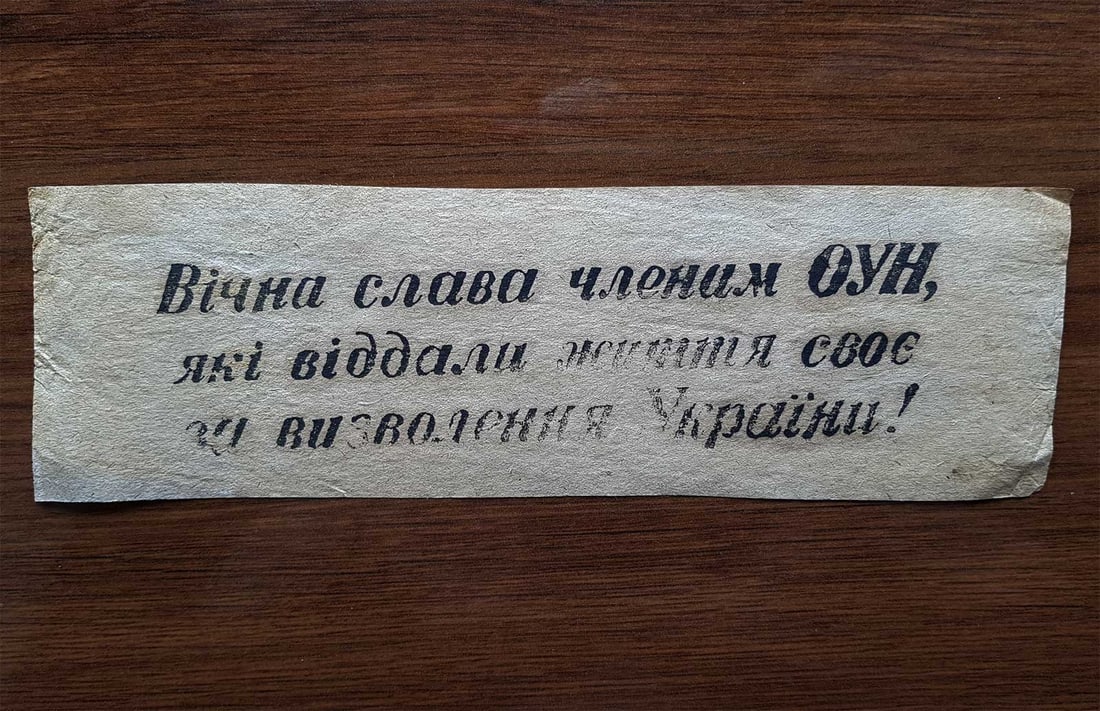 Вічна слава членам ОУН,
які віддали життя своє
за визволення України!